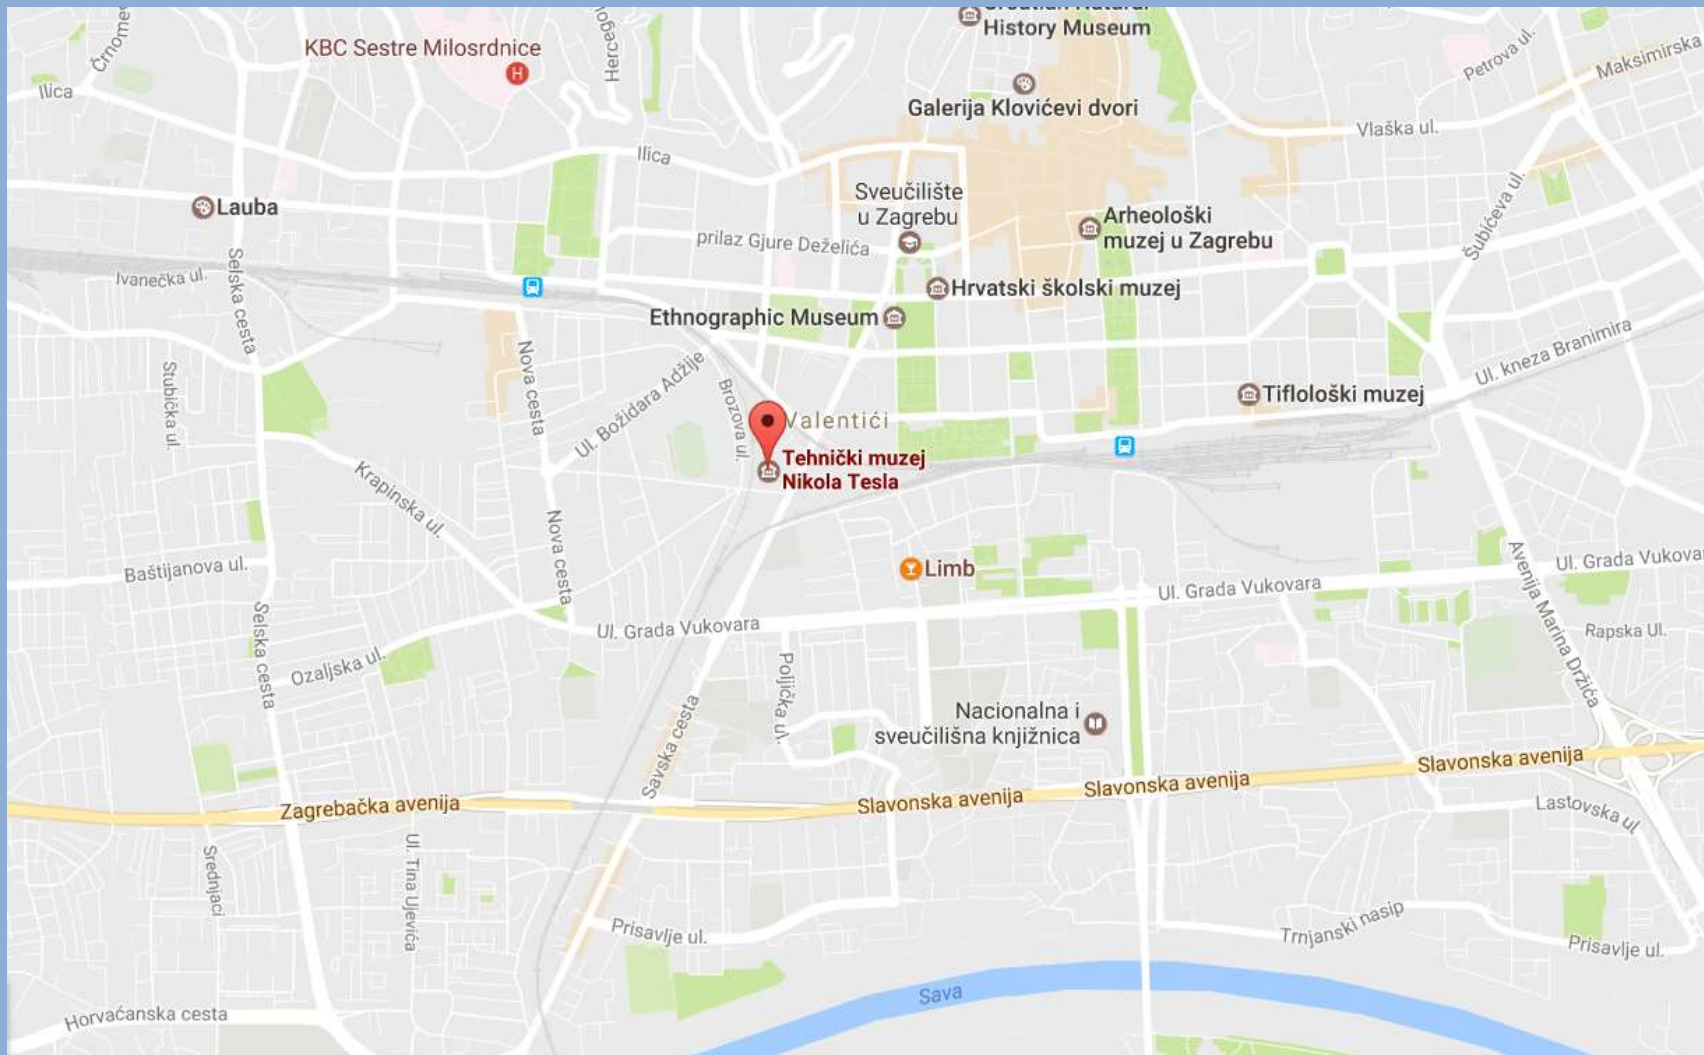 Croatian Natural
History Museum
KBC Sestre Milosrdnice
H
Hercegov
Petrova ul.
Maksimirska
Ilica
Galerija Klovićevi dvori
Vlaška ul.
Ilica
Lauba
Sveučilište
u Zagrebu
Arheološki
muzej u Zagrebu
Šubićeva ul.
prilaz Gjure Deželića
Ivanečka ul.
Selska cesta
Hrvatski školski muzej
Ethnographic Museum
Ul. kneza Branimira
Stubička ul.
Nova cesta
Ul. Božidara Adžije
Brozova ul.
Tiflološki muzej
Valentići
Tehnički muzej
Nikola Tesla
Krapinska ul.
Nova cesta
Baštijanova ul.
Limb
Ul. Grada Vukovara
Ul. Grada Vukovar
Avenija Marina Držića
Selska cesta
Ul. Grada Vukovara
Rapska Ul.
Ozaljska ul.
Poljička ul.
Savska cesta
Nacionalna i
sveučilišna knjižnica
Slavonska avenija
Slavonska avenija
Slavonska avenija
Zagrebačka avenija
Lastovska ul
Srednjaci
Ul. Tina Ujevića
Prisavlje ul.
Trnjanski nasip
Prisavlje ul.
Sava
Horvaćanska cesta